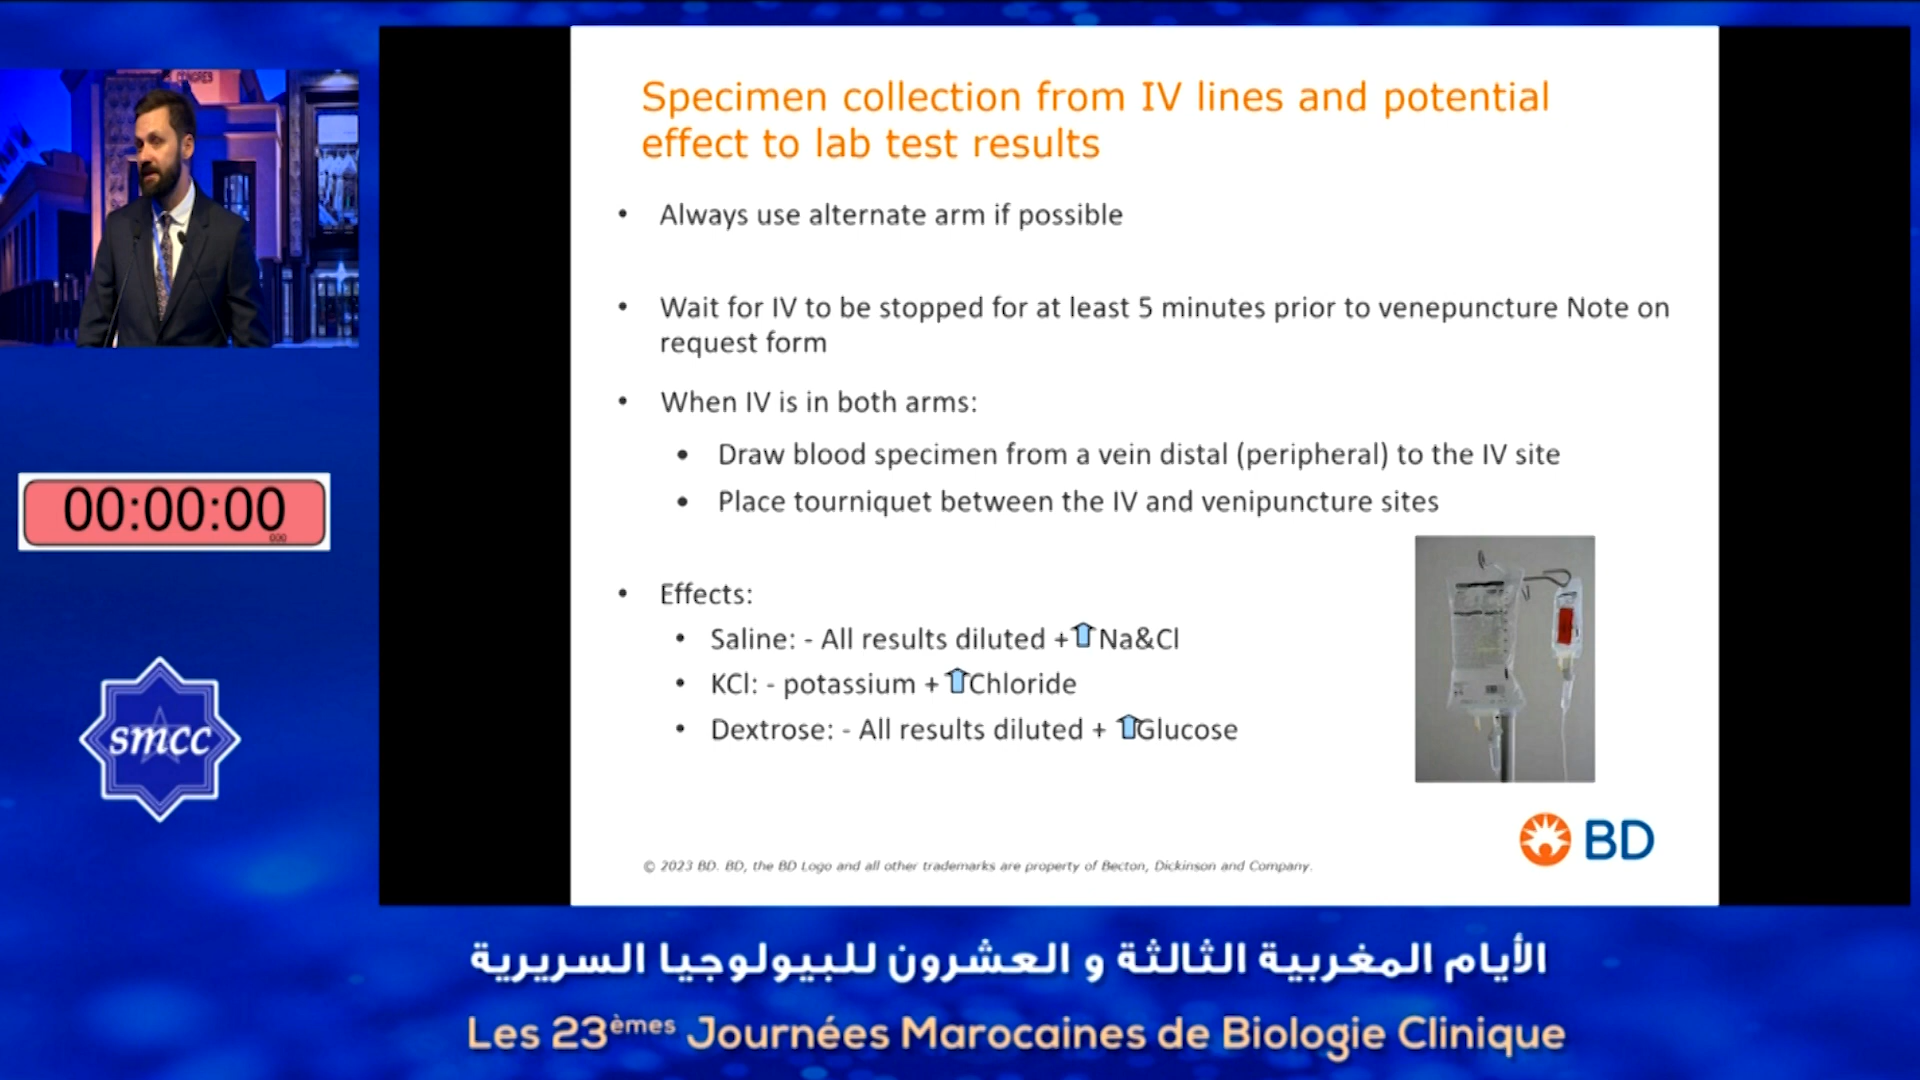 CONGRES
Specimen collection from IV lines and potential
effect to lab test results
• Always use alternate arm if possible
• Wait for IV to be stopped for at least 5 minutes prior to venepuncture Note on
request form
• When IV is in both arms:
• Draw blood specimen from a vein distal (peripheral) to the IV site
• Place tourniquet between the IV and venipuncture sites
• Effects:
• Saline: - All results diluted +⇧ Na&Cl
• KCl: - potassium + ⇧Chloride
• Dextrose: - All results diluted + ⇧Glucose
BD
© 2023 BD. BD, the BD Logo and all other trademarks are property of Becton, Dickinson and Company.
00:00:00
000
smcc
الأيام المغربية الثالثة و العشرون للبيولوجيا السريرية
Les 23èmes Journées Marocaines de Biologie Clinique